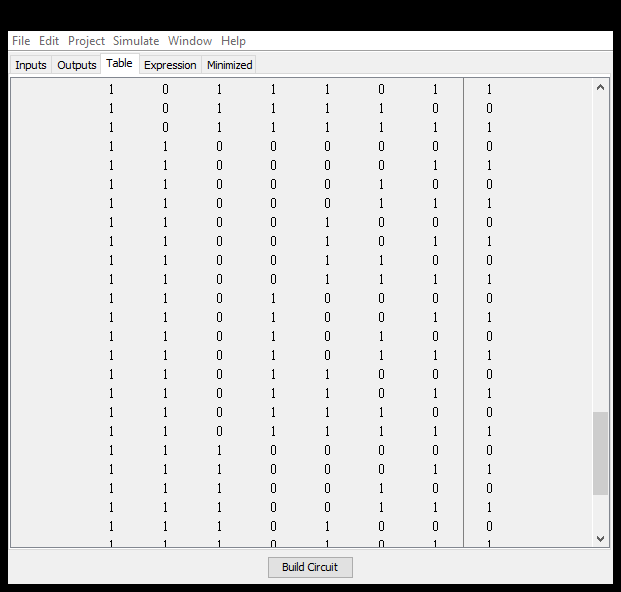 File Edit Project Simulate Window Help
Inputs Outputs Table Expression Minimized
1 0 1 1 1 0 1 1
1 0 1 1 1 1 0 0
1 0 1 1 1 1 1 1
1 1 0 0 0 0 0 0
1 1 0 0 0 0 1 1
1 1 0 0 0 1 0 0
1 1 0 0 0 1 1 1
1 1 0 0 1 0 0 0
1 1 0 0 1 0 1 1
1 1 0 0 1 1 0 0
1 1 0 0 1 1 1 1
1 1 0 1 0 0 0 0
1 1 0 1 0 0 1 1
1 1 0 1 0 1 0 0
1 1 0 1 0 1 1 1
1 1 0 1 1 0 0 0
1 1 0 1 1 0 1 1
1 1 0 1 1 1 0 0
1 1 0 1 1 1 1 1
1 1 1 0 0 0 0 0
1 1 1 0 0 0 1 1
1 1 1 0 0 1 0 0
1 1 1 0 0 1 1 1
1 1 1 0 1 0 0 0
1 1 1 0 1 0 1 1
Build Circuit